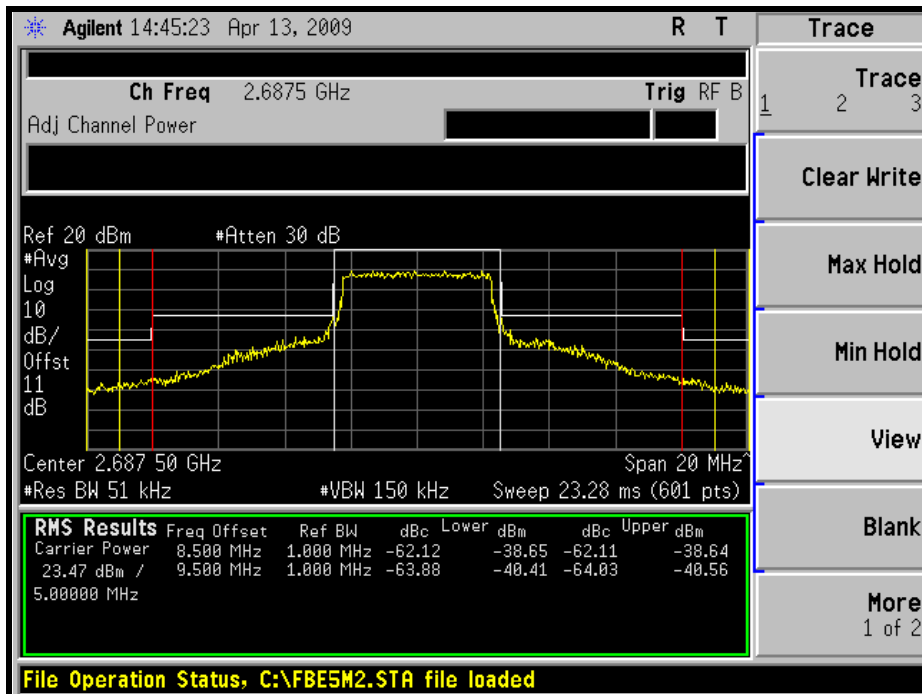 Agilent 14:45:23 Apr 13, 2009 R T
Trace
Ch Freq 2.6875 GHz Trig RF B
Adj Channel Power
Trace
1 2 3
Clear Write
Max Hold
Min Hold
View
Blank
More
1 of 2
Ref 20 dBm #Atten 30 dB
#Avg
Log
10
dB/
Offst
11
dB
Center 2.687 50 GHz Span 20 MHz^
#Res BW 51 kHz #VBW 150 kHz Sweep 23.28 ms (601 pts)
RMS Results Freq Offset Ref BW dBc Lower dBm dBc Upper dBm
Carrier Power 8.500 MHz 1.000 MHz -62.12 -38.65 -62.11 -38.64
23.47 dBm / 9.500 MHz 1.000 MHz -63.88 -40.41 -64.03 -40.56
5.00000 MHz
File Operation Status, C:\FBE5M2.STA file loaded